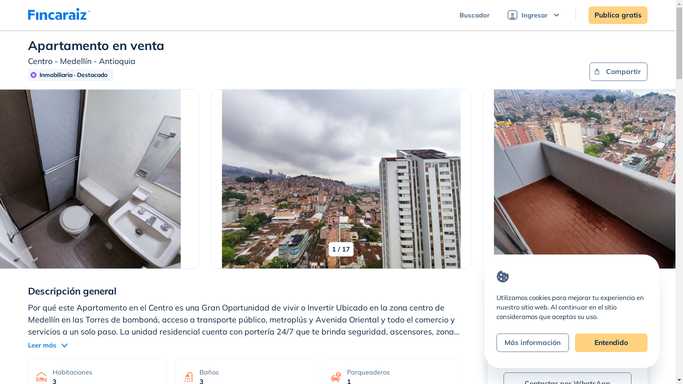 Fincaraiz
Buscador
Ingresar
Publica gratis
Apartamento en venta
Centro - Medellín - Antioquia
Inmobiliaria · Destacado
Compartir
1 / 17
Descripción general
Por qué este Apartamento en el Centro es una Gran Oportunidad de vivir o Invertir Ubicado en la zona centro de
Medellín en las Torres de bomboná, acceso a transporte público, metroplús y Avenida Oriental y todo el comercio y
servicios a un solo paso. La unidad residencial cuenta con portería 24/7 que te brinda seguridad, ascensores, zona...
Leer más
Habitaciones
3
Baños
3
Parqueaderos
1
Utilizamos cookies para mejorar tu experiencia en
nuestro sitio web. Al continuar en el sitio
consideramos que aceptas su uso.
Más información
Entendido
Contactar por WhatsApp